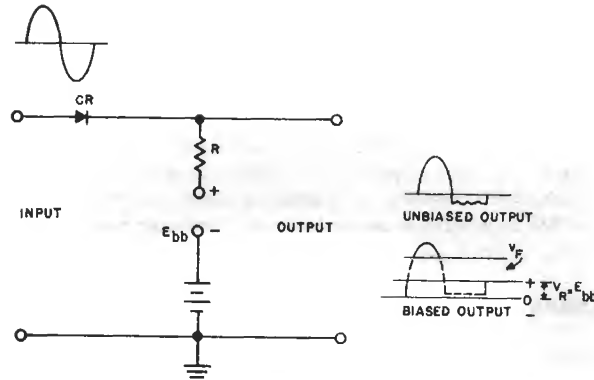 CR
R
+
INPUT
Ebb
−
OUTPUT
UNBIASED OUTPUT
VF
+
0
−
VR = Ebb
BIASED OUTPUT